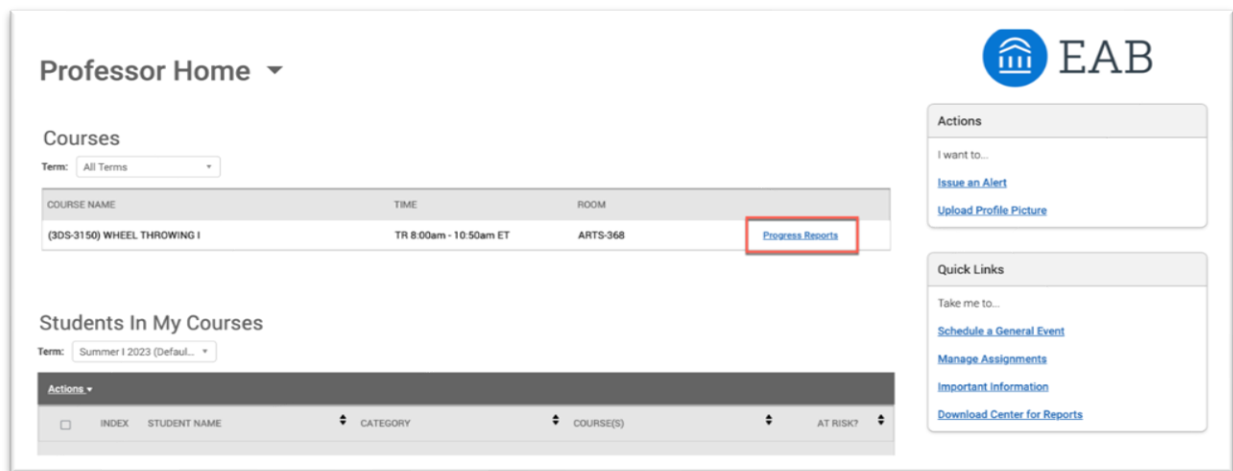 Professor Home
EAB
Courses
Term: All Terms
COURSE NAME TIME ROOM
(3DS-3150) WHEEL THROWING I TR 8:00am - 10:50am ET ARTS-368 Progress Reports
Students In My Courses
Term: Summer I 2023 (Defaul...
Actions
INDEX STUDENT NAME CATEGORY COURSE(S) AT RISK?
Actions
I want to...
Issue an Alert
Upload Profile Picture
Quick Links
Take me to...
Schedule a General Event
Manage Assignments
Important Information
Download Center for Reports